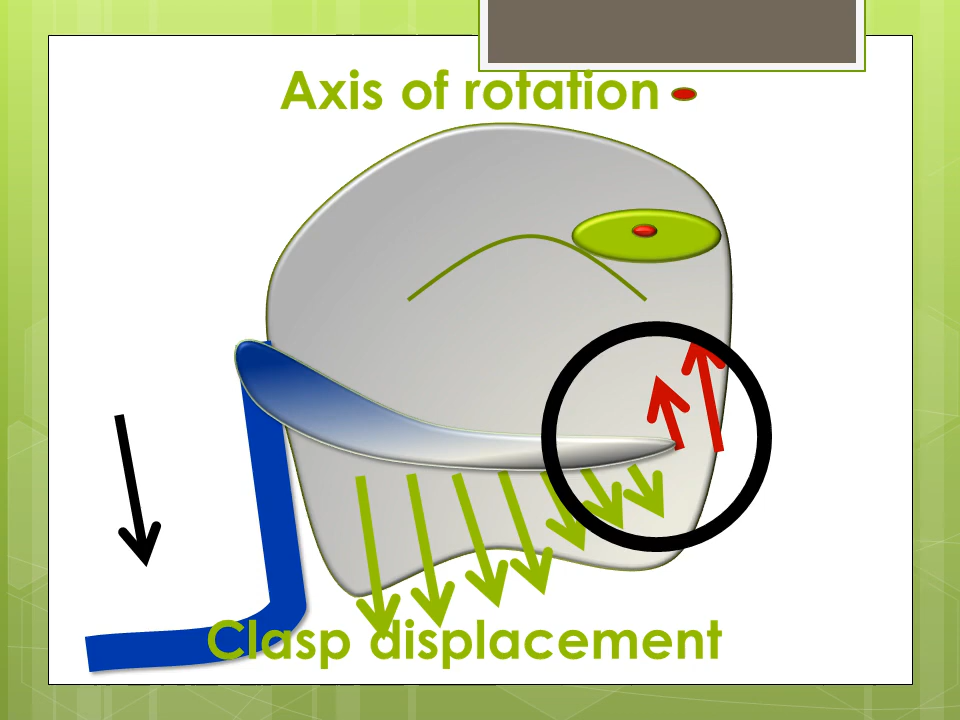 Axis of rotation
Clasp displacement